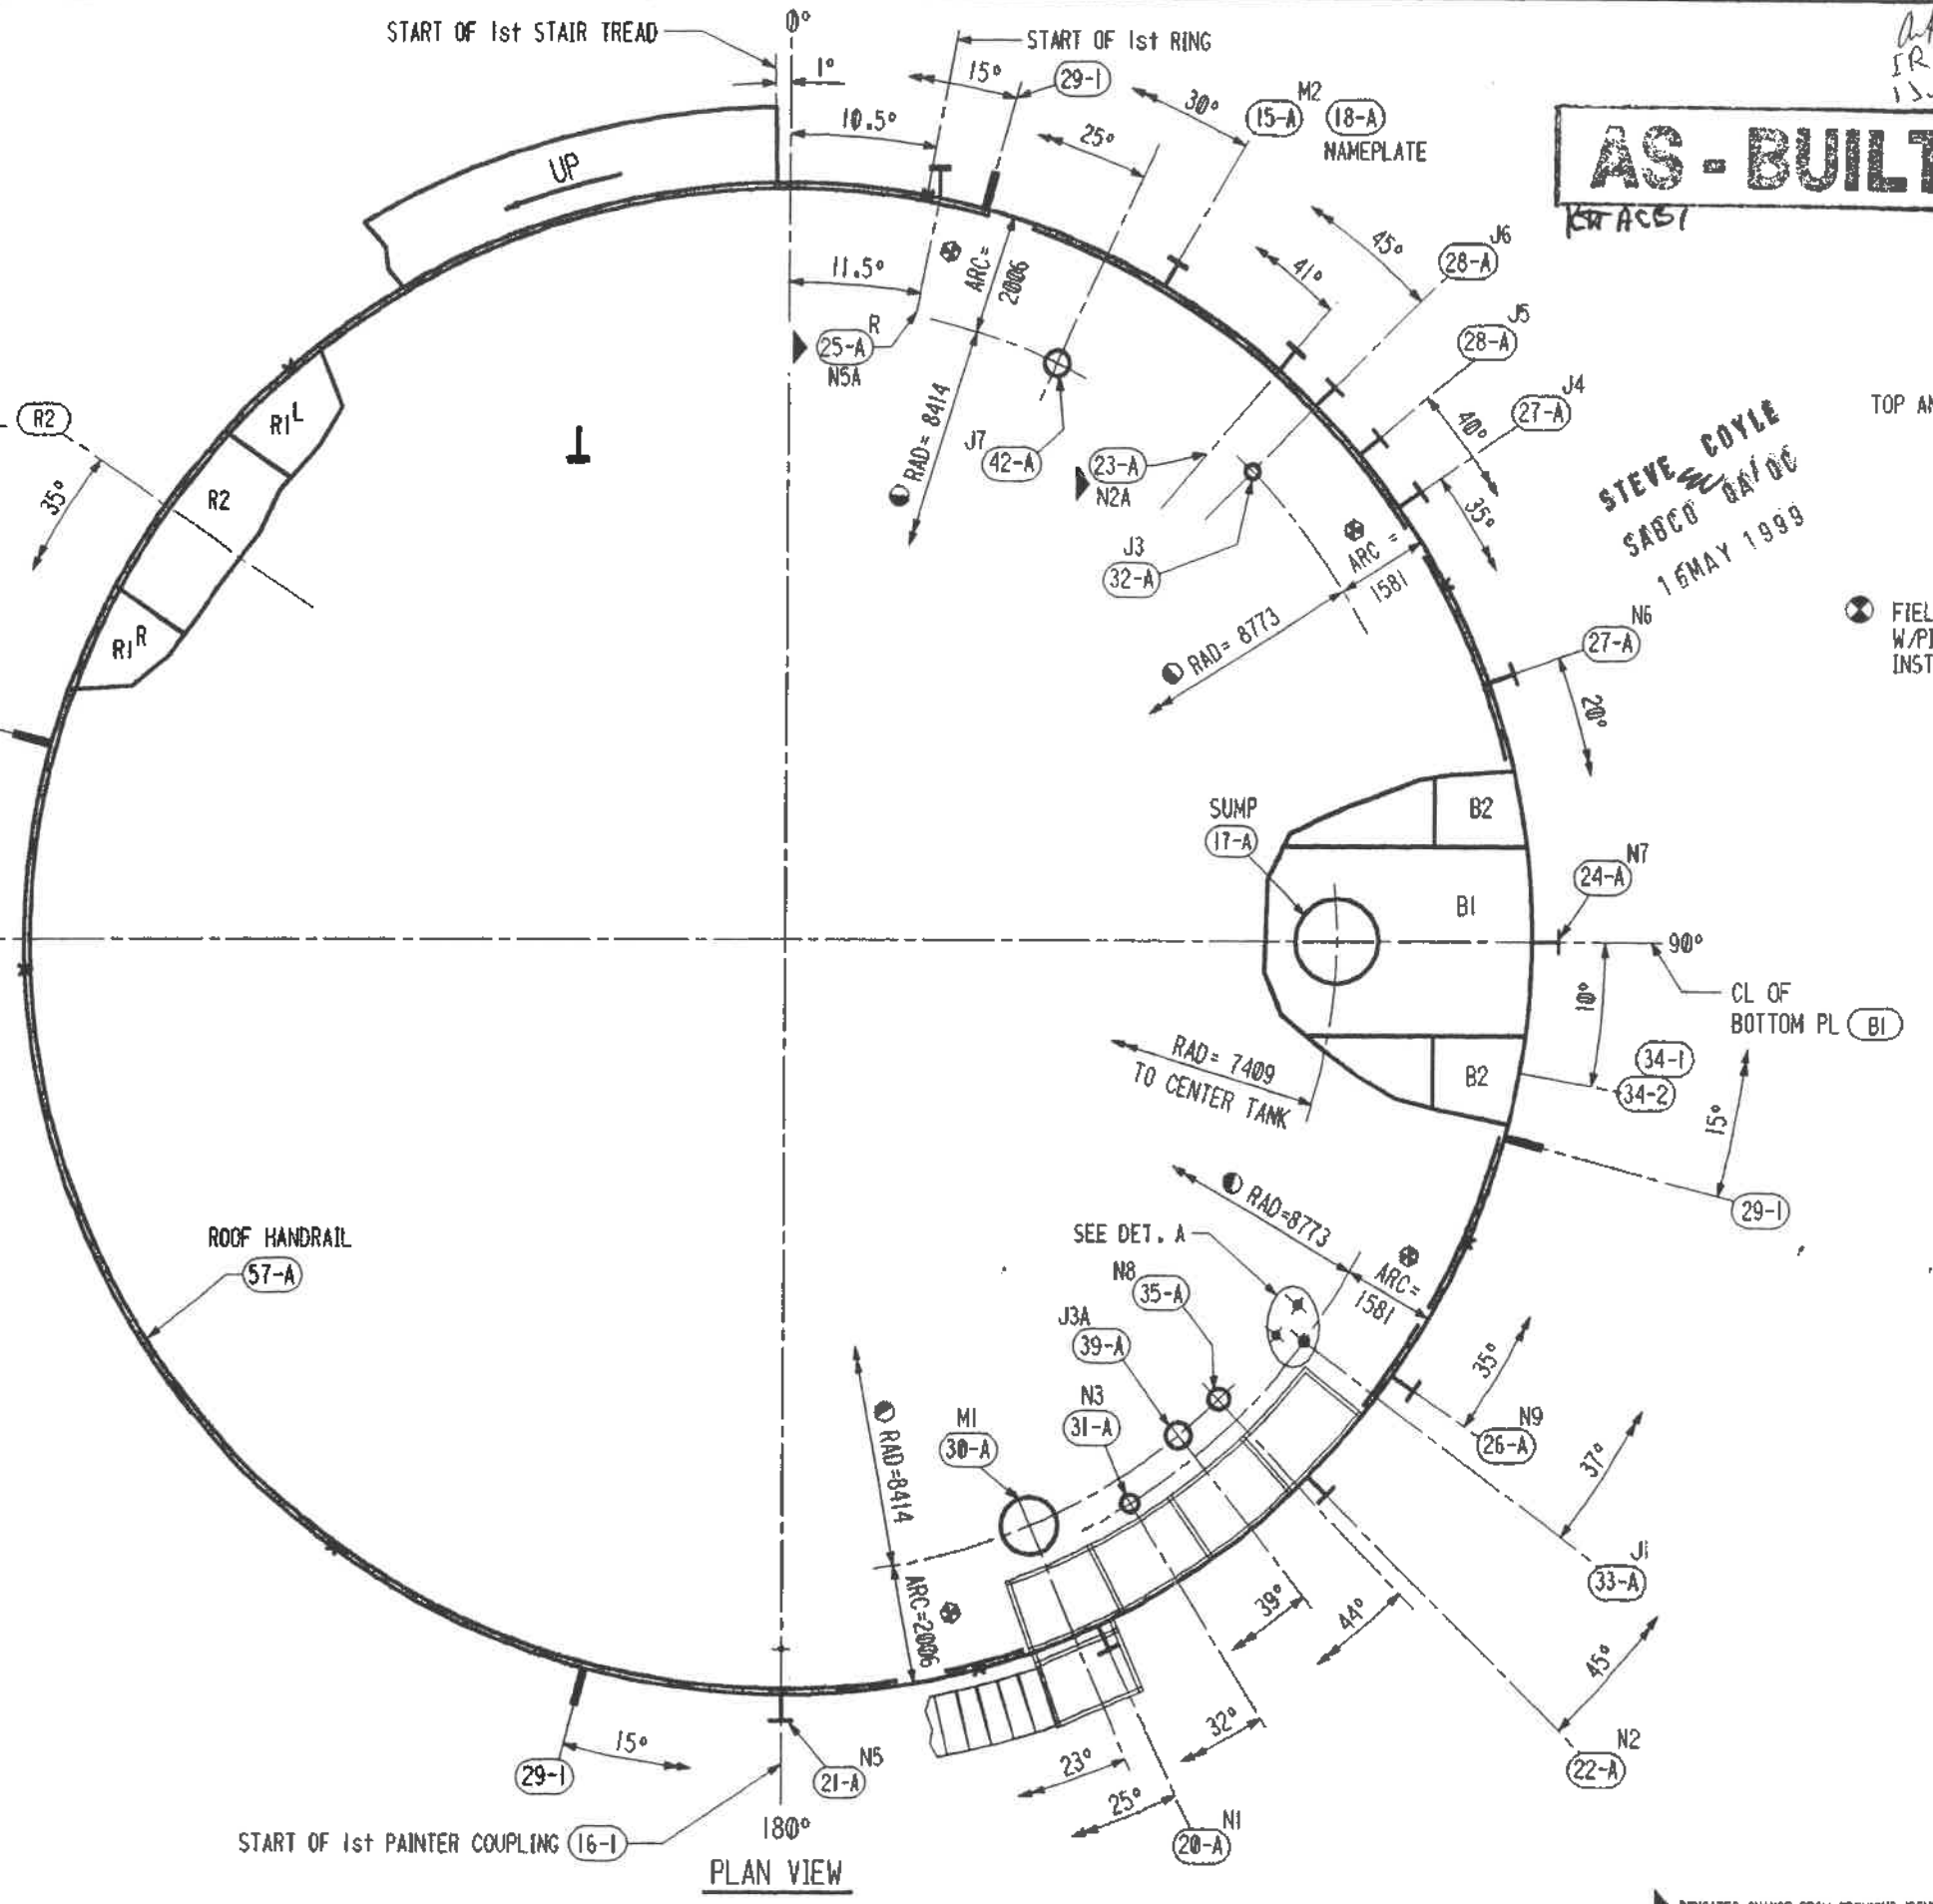 START OF 1st STAIR TREAD
0°
1°
START OF 1st RING
15°
29-1
10.5°
30°
M2
15-A
18-A
NAMEPLATE
25°
AS-BUILT
UP
11.5°
ARC=
2006
R
25-A
N5A
45°
J6
28-A
41°
J5
28-A
J4
27-A
40°
35°
TOP AN
STEVE COYLE
SABCO QA/QC
16MAY 1999
R2
35°
R1L
R2
R1R
RAD= 8414
J7
42-A
23-A
N2A
J3
32-A
ARC =
1581
RAD= 8773
N6
27-A
20°
FIEL
W/PI
INST
SUMP
17-A
B2
B1
N7
24-A
90°
CL OF
BOTTOM PL B1
10°
B2
34-1
34-2
15°
29-1
RAD= 7409
TO CENTER TANK
ROOF HANDRAIL
57-A
RAD=8773
SEE DET. A
ARC=
1581
N8
35-A
J3A
39-A
N3
31-A
M1
30-A
RAD=8414
ARC=2006
35°
N9
26-A
37°
J1
33-A
39°
44°
45°
N2
22-A
32°
23°
25°
N1
20-A
15°
29-1
N5
21-A
180°
START OF 1st PAINTER COUPLING 16-1
PLAN VIEW